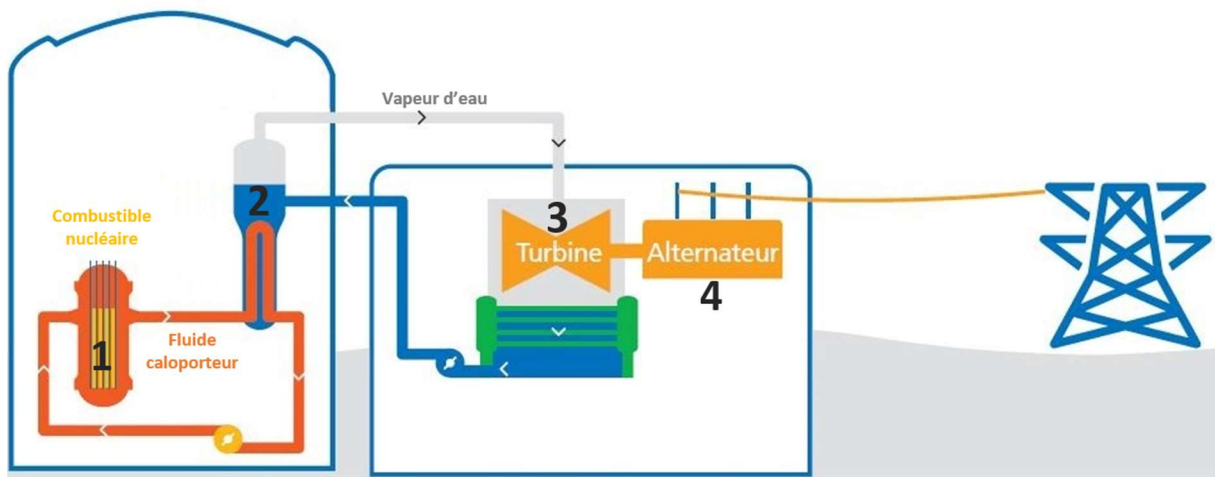 Vapeur d’eau
2
3
Combustible
nucléaire
Turbine
Alternateur
4
1
Fluide
caloporteur